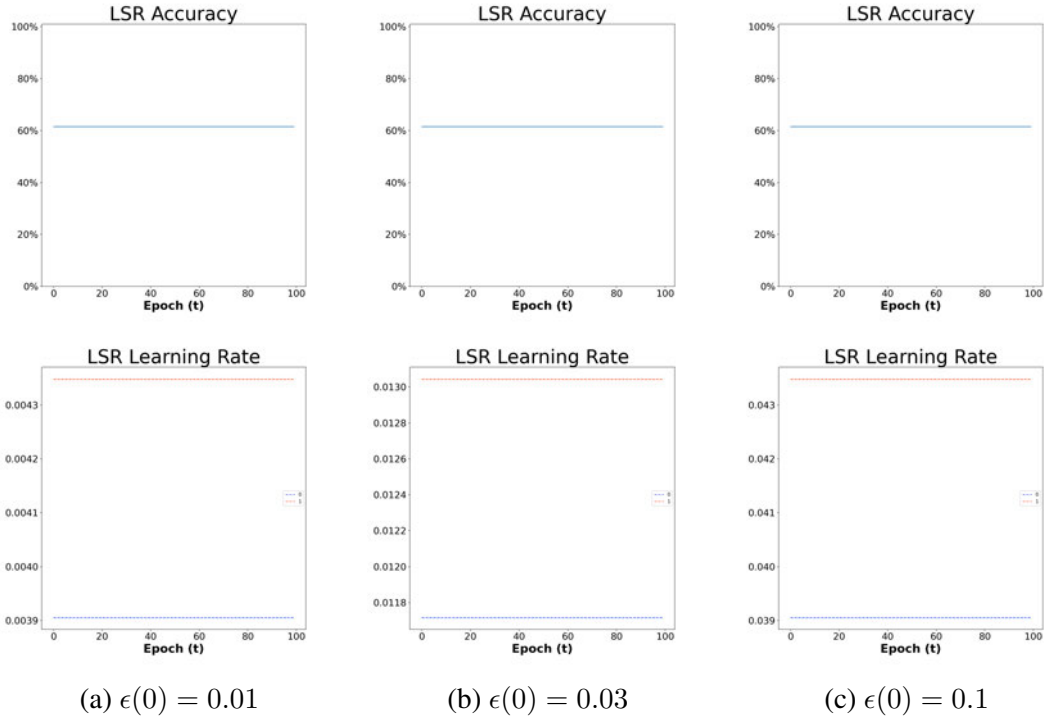 LSR Accuracy
100%
80%
60%
40%
20%
0%
0 20 40 60 80 100
Epoch (t)
LSR Accuracy
100%
80%
60%
40%
20%
0%
0 20 40 60 80 100
Epoch (t)
LSR Accuracy
100%
80%
60%
40%
20%
0%
0 20 40 60 80 100
Epoch (t)
LSR Learning Rate
0.0043
0.0042
0.0041
0.0040
0.0039
0
1
0 20 40 60 80 100
Epoch (t)
LSR Learning Rate
0.0130
0.0128
0.0126
0.0124
0.0122
0.0120
0.0118
0
1
0 20 40 60 80 100
Epoch (t)
LSR Learning Rate
0.043
0.042
0.041
0.040
0.039
0
1
0 20 40 60 80 100
Epoch (t)
(a) ϵ(0) = 0.01
(b) ϵ(0) = 0.03
(c) ϵ(0) = 0.1